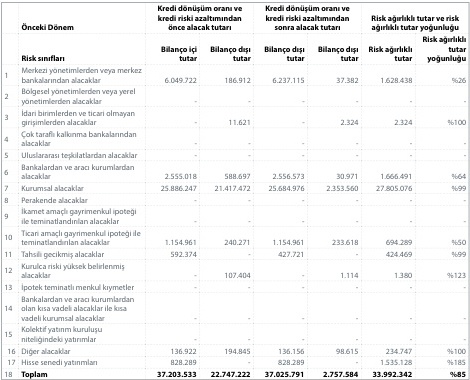 Kredi dönüşüm oranı ve kredi riski azaltımından önce alacak tutarı | Kredi dönüşüm oranı ve kredi riski azaltımından sonra alacak tutarı | Risk ağırlıklı tutar ve risk ağırlıklı tutar yoğunluğu
Önceki Dönem
Risk sınıfları | Bilanço içi tutar | Bilanço dışı tutar | Bilanço dışı tutar | Bilanço dışı tutar | Risk ağırlıklı tutar | Risk ağırlıklı tutar yoğunluğu
1 Merkezi yönetimlerden veya merkez bankalarından alacaklar 6.049.722 186.912 6.237.115 37.382 1.628.438 %26
2 Bölgesel yönetimlerden veya yerel yönetimlerden alacaklar - - - - - -
3 İdari birimlerden ve ticari olmayan girişimlerden alacaklar - 11.621 - 2.324 2.324 %100
4 Çok taraflı kalkınma bankalarından alacaklar - - - - - -
5 Uluslararası teşkilatlardan alacaklar - - - - - -
6 Bankalardan ve aracı kurumlardan alacaklar 2.555.018 588.697 2.556.573 30.971 1.666.491 %64
7 Kurumsal alacaklar 25.886.247 21.417.472 25.684.976 2.353.560 27.805.076 %99
8 Perakende alacaklar - - - - - -
9 İkamet amaçlı gayrimenkul ipoteği ile teminatlandırılan alacaklar - - - - - -
10 Ticari amaçlı gayrimenkul ipoteği ile teminatlandırılan alacaklar 1.154.961 240.271 1.154.961 233.618 694.289 %50
11 Tahsili gecikmiş alacaklar 592.374 - 427.721 - 424.469 %99
12 Kurulca riski yüksek belirlenmiş alacaklar - 107.404 - 1.114 1.380 %123
13 İpotek teminatlı menkul kıymetler - - - - - -
14 Bankalardan ve aracı kurumlardan olan kısa vadeli alacaklar ile kısa vadeli kurumsal alacaklar - - - - - -
15 Kolektif yatırım kuruluşu niteliğindeki yatırımlar - - - - - -
16 Diğer alacaklar 136.922 194.845 136.156 98.615 234.747 %100
17 Hisse senedi yatırımları 828.289 - 828.289 - 1.535.128 %185
18 Toplam 37.203.533 22.747.222 37.025.791 2.757.584 33.992.342 %85